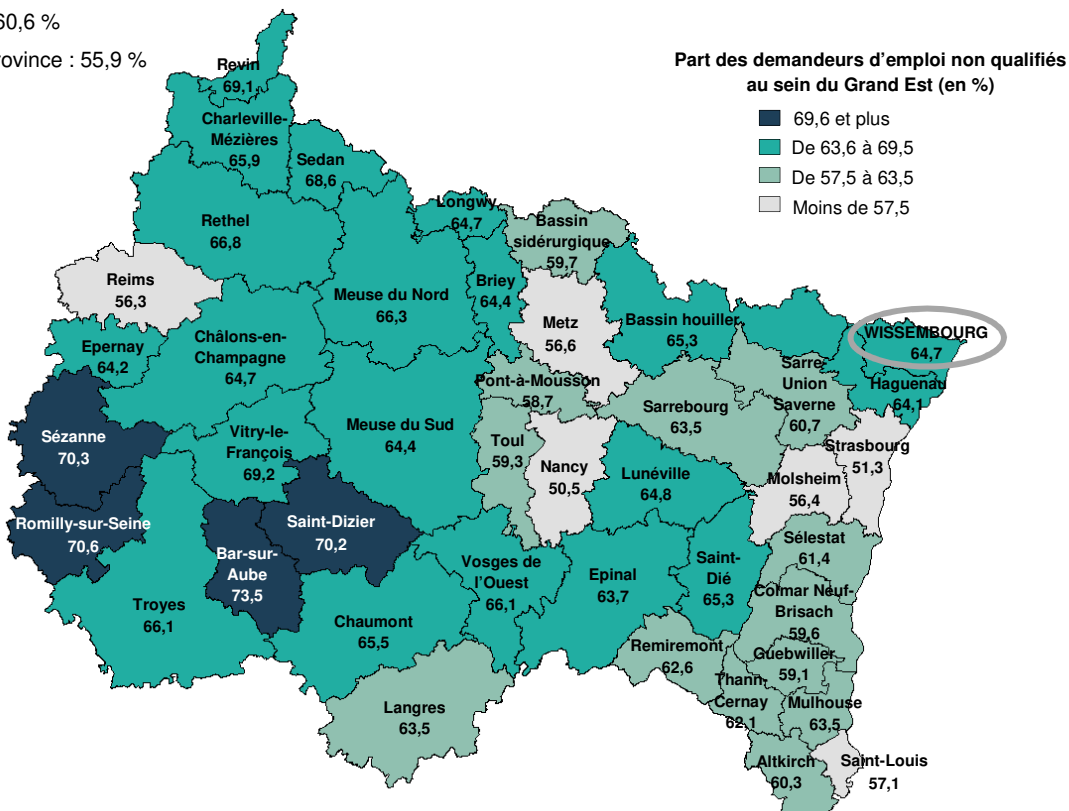 60,6 %
rovince : 55,9 %
Part des demandeurs d'emploi non qualifiés
au sein du Grand Est (en %)
69,6 et plus
De 63,6 à 69,5
De 57,5 à 63,5
Moins de 57,5
Revin
69,1
Charleville-
Mézières
65,9
Sedan
68,6
Rethel
66,8
Longwy
64,7
Bassin
sidérurgique
59,7
Reims
56,3
Meuse du Nord
66,3
Briey
64,4
Metz
56,6
Bassin houiller
65,3
WISSEMBOURG
64,7
Epernay
64,2
Châlons-en-
Champagne
64,7
Pont-à-Mousson
58,7
Sarrebourg
63,5
Sarre-
Union
Saverne
60,7
Haguenau
64,1
Sézanne
70,3
Vitry-le-
François
69,2
Meuse du Sud
64,4
Toul
59,3
Nancy
50,5
Lunéville
64,8
Molsheim
56,4
Strasbourg
51,3
Romilly-sur-Seine
70,6
Saint-Dizier
70,2
Bar-sur-
Aube
73,5
Vosges de
l'Ouest
66,1
Epinal
63,7
Saint-
Dié
65,3
Sélestat
61,4
Troyes
66,1
Chaumont
65,5
Colmar Neuf-
Brisach
59,6
Remiremont
62,6
Guebwiller
59,1
Langres
63,5
Thann-
Cernay
62,1
Mulhouse
63,5
Altkirch
60,3
Saint-Louis
57,1